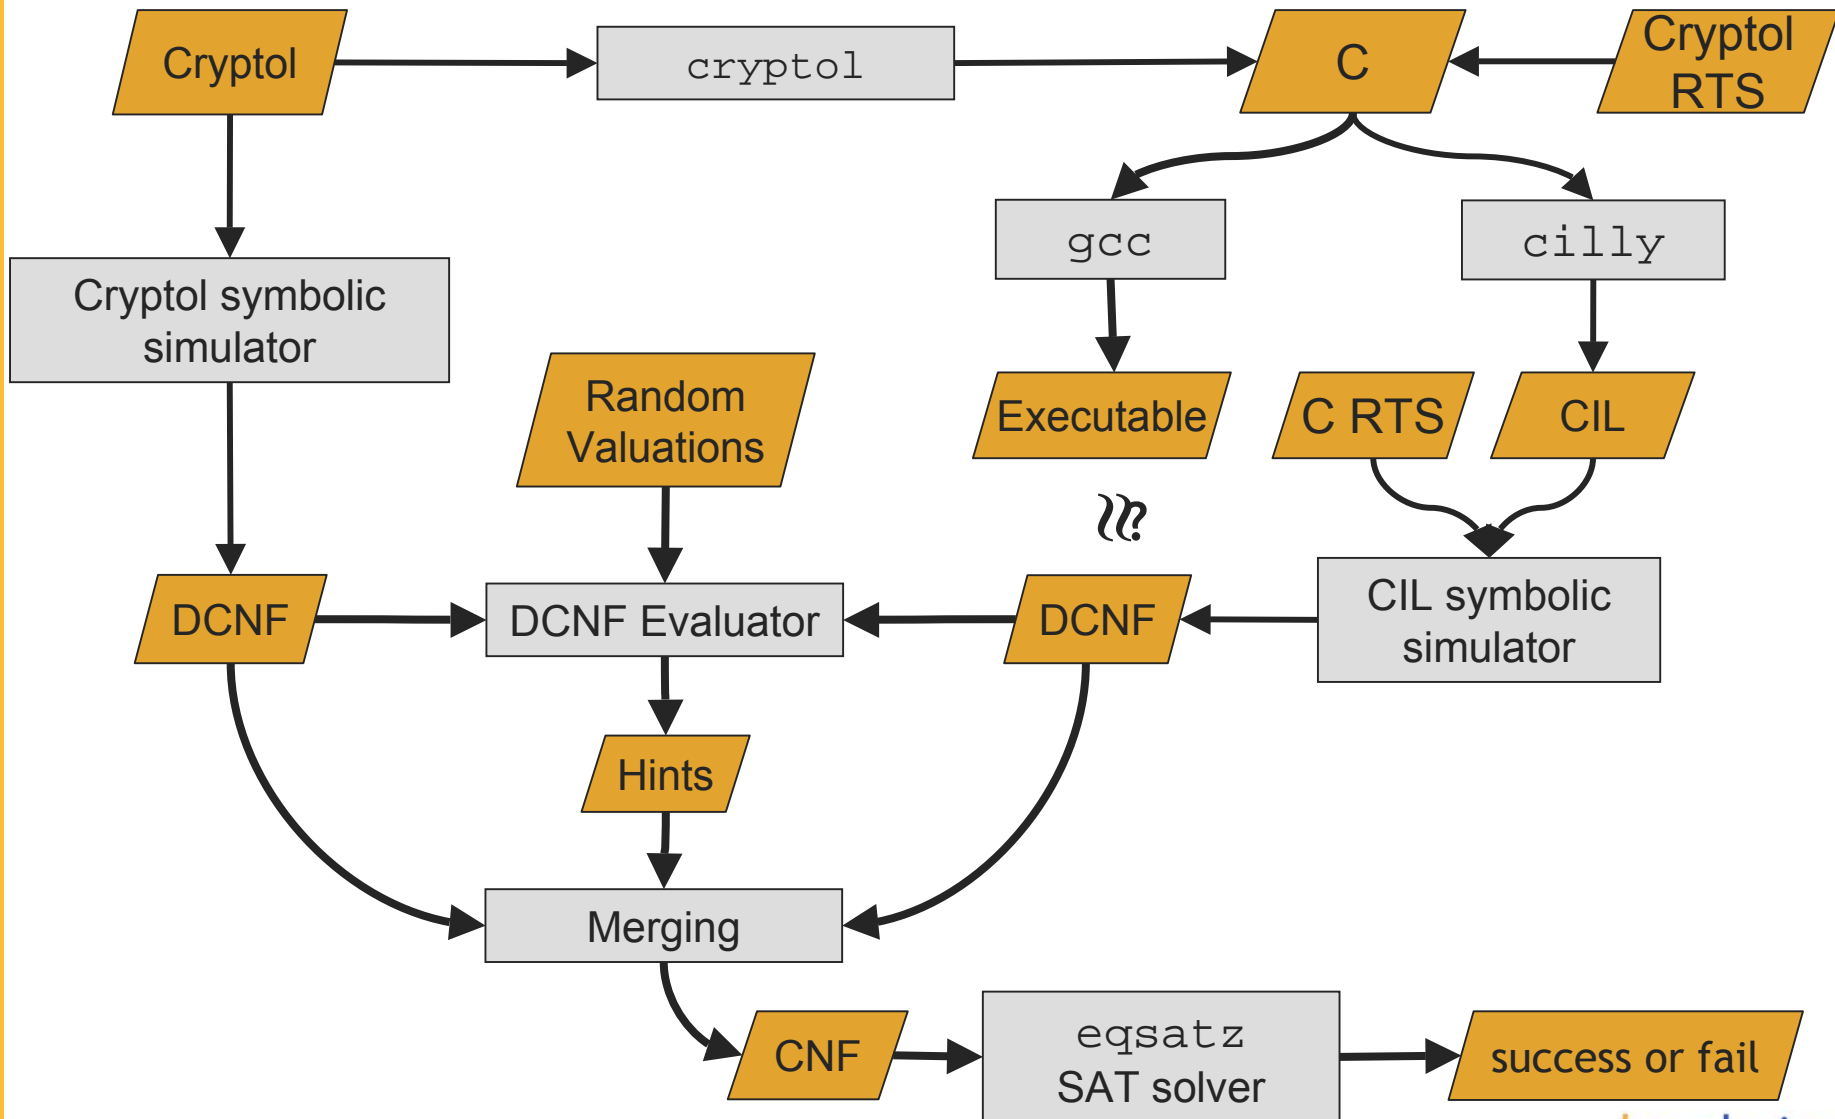 Cryptol
cryptol
C
Cryptol
RTS
gcc
cilly
Cryptol symbolic
simulator
Random
Valuations
Executable
C RTS
CIL
≈?
DCNF
DCNF Evaluator
DCNF
CIL symbolic
simulator
Hints
Merging
CNF
eqsatz
SAT solver
success or fail